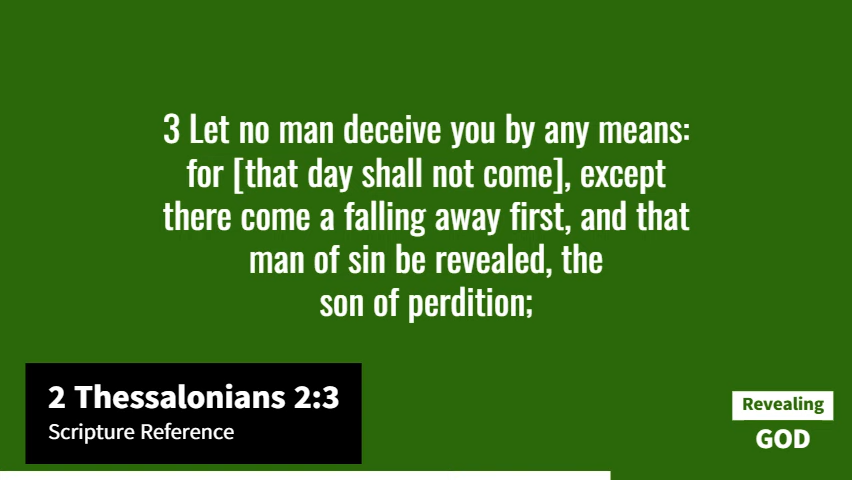 3 Let no man deceive you by any means:
for [that day shall not come], except
there come a falling away first, and that
man of sin be revealed, the
son of perdition;
2 Thessalonians 2:3
Scripture Reference
Revealing
GOD